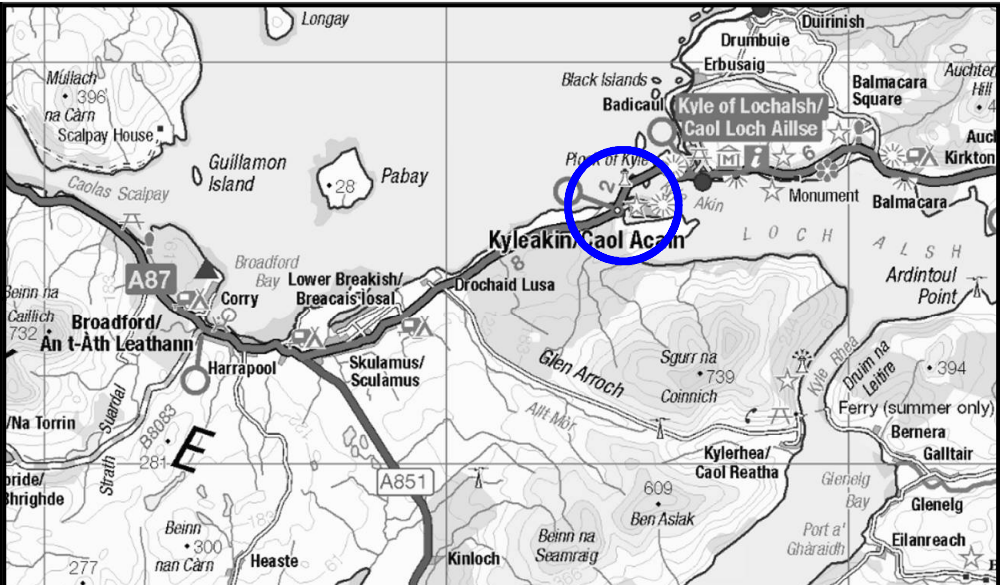 Longay
Duirinish
Drumbuie
Erbusaig
Black Islands
Badicaul
Balmacara
Square
Auchter
Hill
Mullach
396
na Càrn
Scalpay House
Kyle of Lochalsh/
Caol Loch Aillse
6
Plock of Kyle
Kirkton
Guillamon
Island
28
Pabay
Caolas Scalpay
2
Akin
Monument
Balmacara
Kyleakin/Caol Acain
LOCH ALSH
8
Ardintoul
Point
A87
Broadford
Bay
Lower Breakish/
Breacais Iosal
Drochaid Lusa
Corry
Beinn na
Caillich
732
Broadford/
An t-Àth Leathann
Harrapool
Skulamus/
Sculamus
Glen Arroch
Sgurr na
739
Coinnich
Kyle Rhea
Druim na
Leitire
394
Ferry (summer only)
Bernera
Galltair
Allt Mòr
Kylerhea/
Caol Reatha
/Na Torrin
Strath Suardal
B8083
281
E
A851
bride/
Bhrighde
609
Ben Aslak
Glenelg
Bay
Glenelg
Port a'
Ghàraidh
Eilanreach
Beinn
300
nan Càrn
Heaste
Kinloch
Beinn na
Seamraig
277